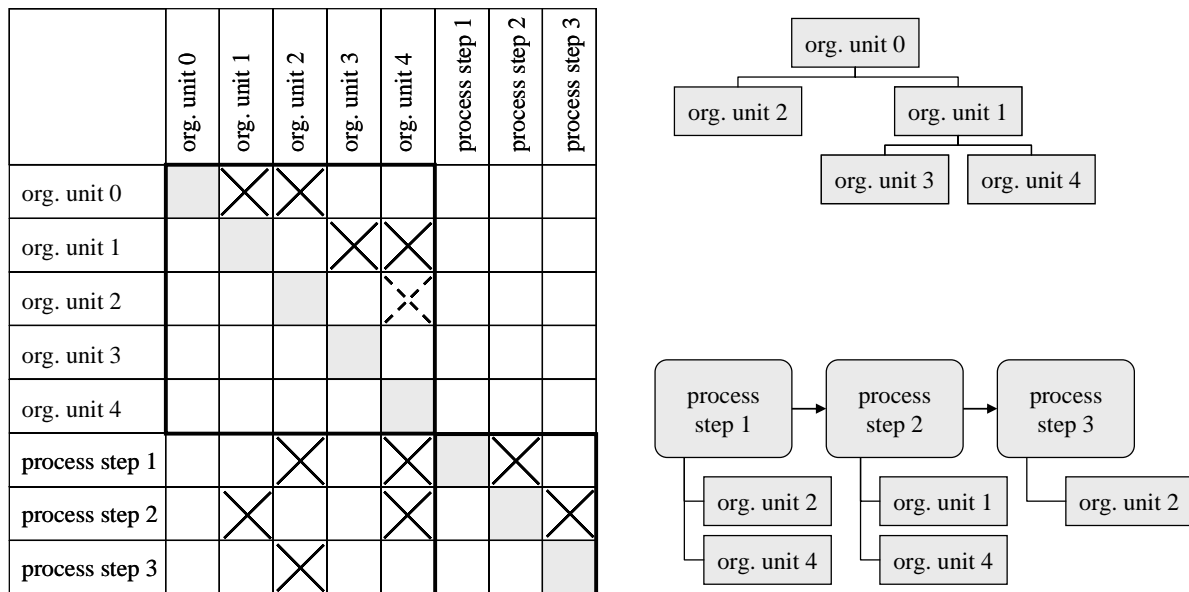 org. unit 0
org. unit 1
org. unit 2
org. unit 3
org. unit 4
process step 1
process step 2
process step 3
org. unit 0
org. unit 1
org. unit 2
org. unit 3
org. unit 4
process step 1
process step 2
process step 3
org. unit 0
org. unit 2
org. unit 1
org. unit 3
org. unit 4
process
step 1
process
step 2
process
step 3
org. unit 2
org. unit 1
org. unit 2
org. unit 4
org. unit 4